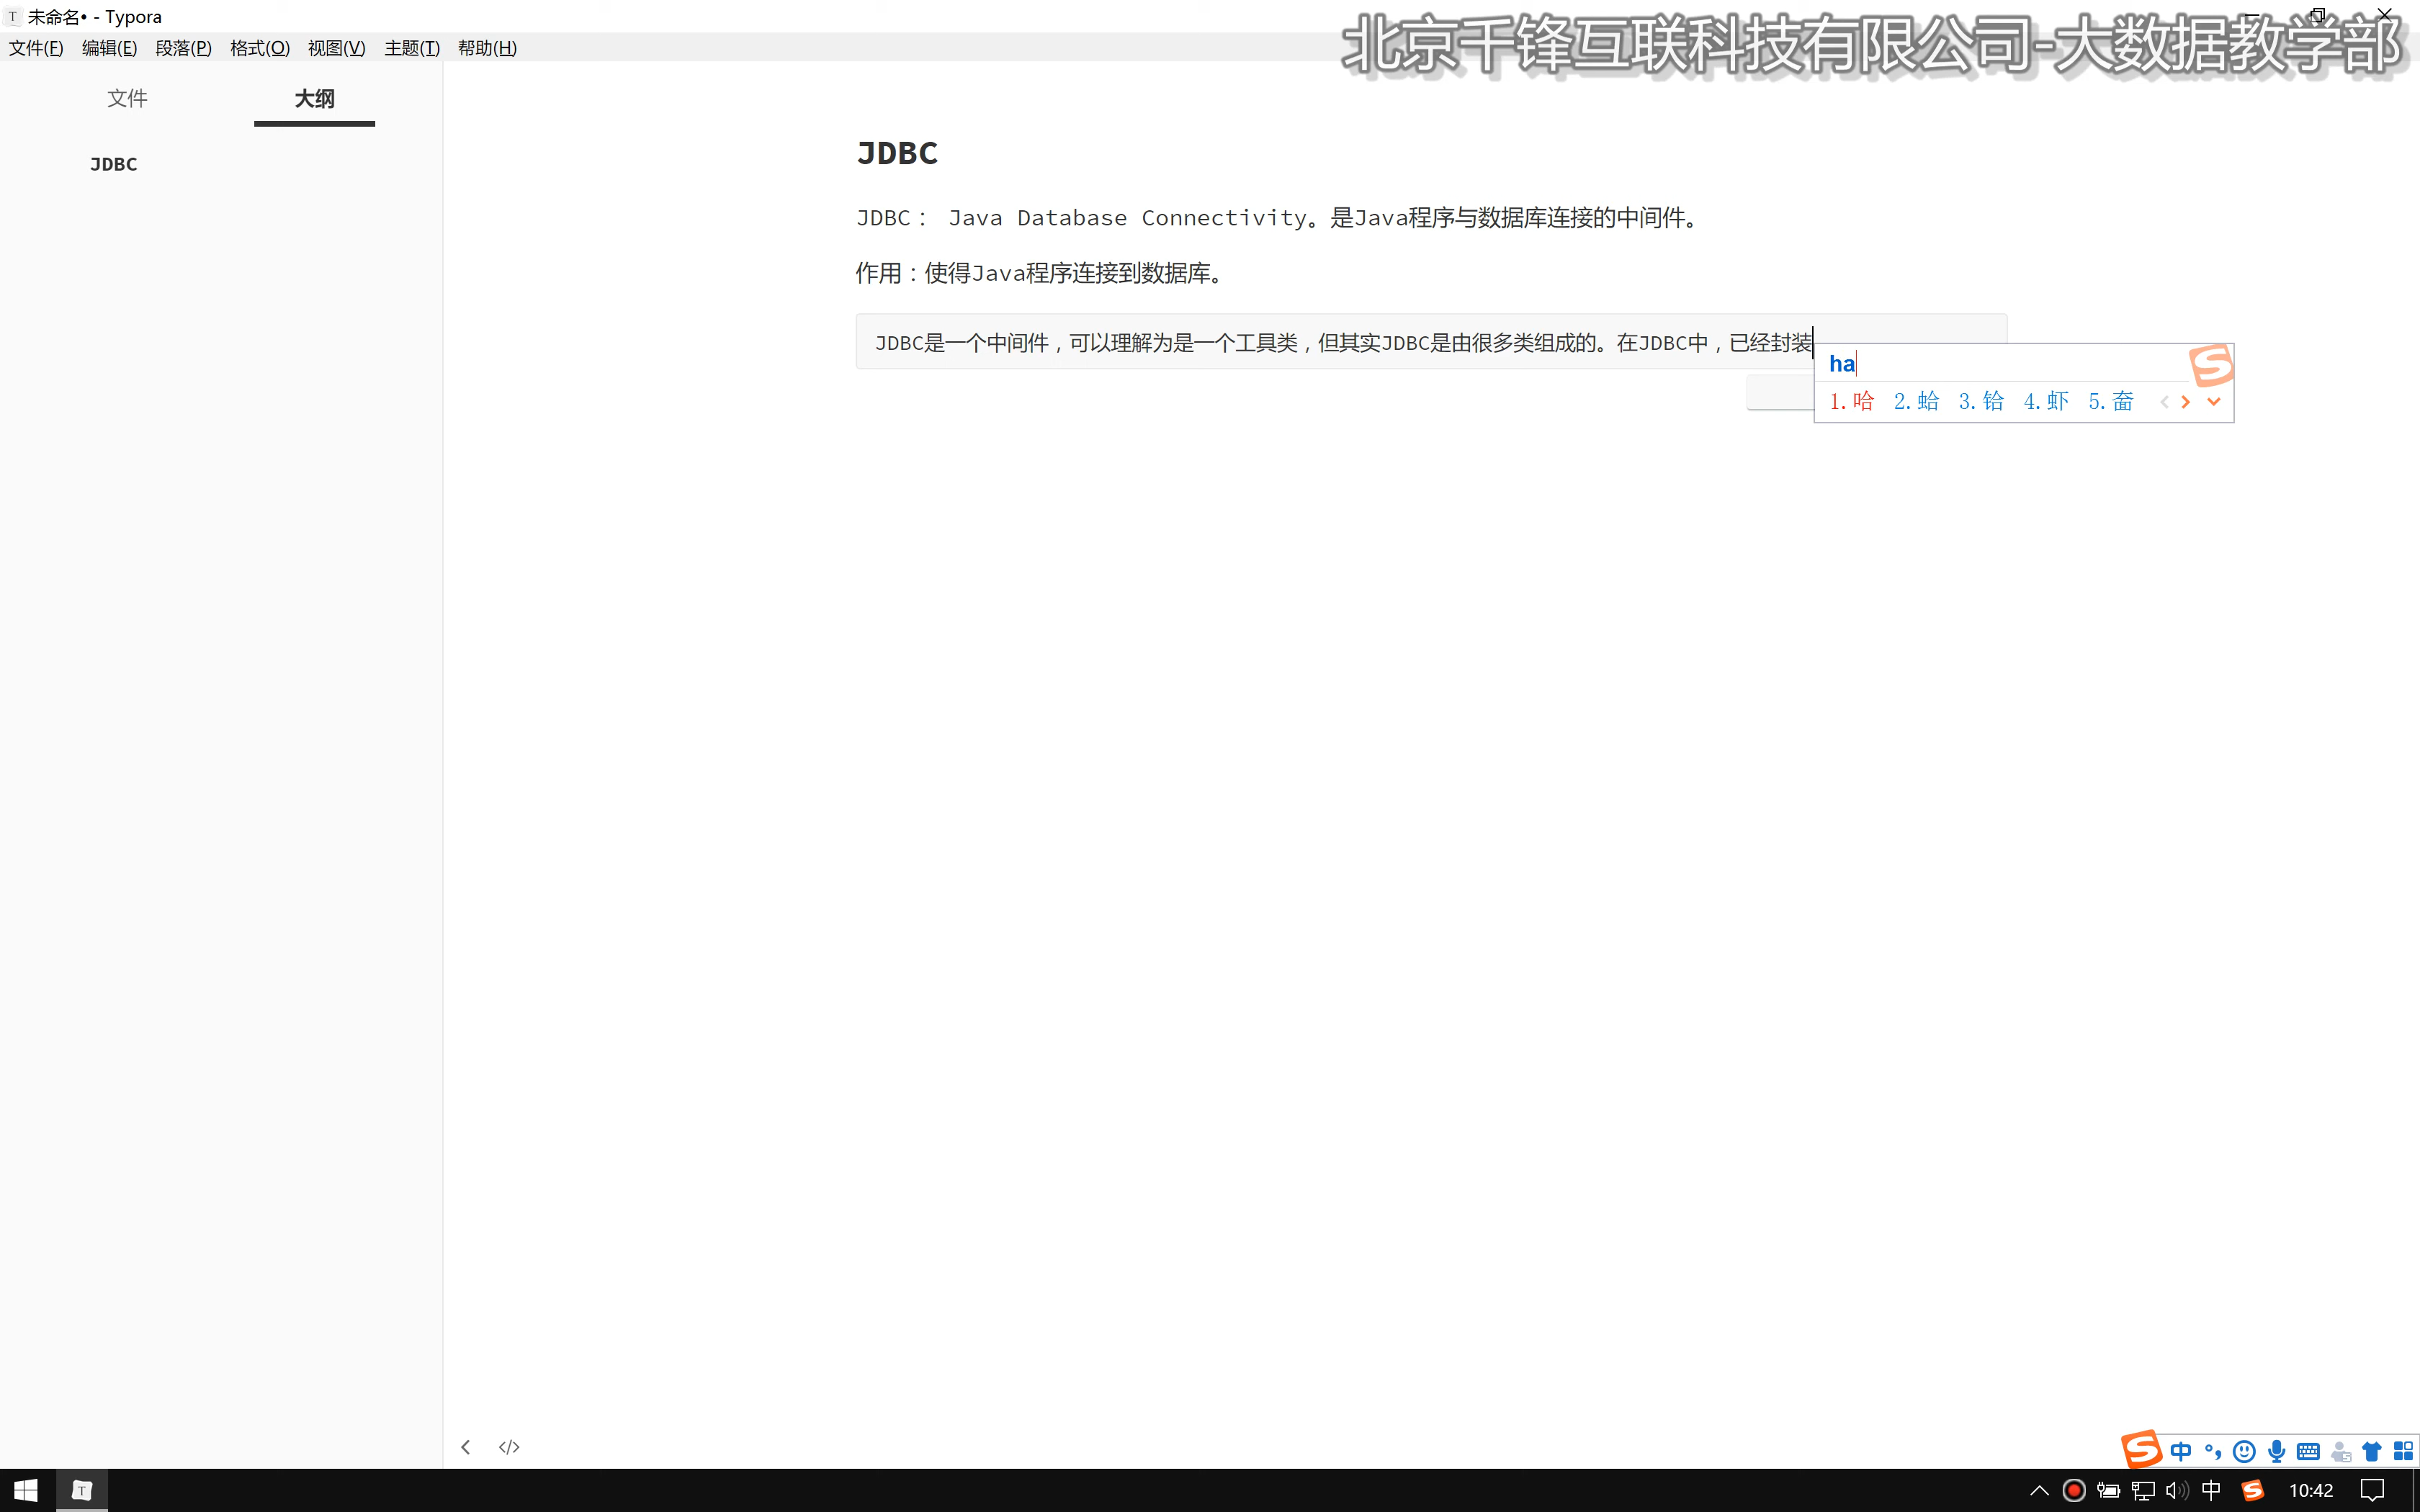 未命名• - Typora
北京千锋互联科技有限公司-大数据教学部
文件(F) 编辑(E) 段落(P) 格式(O) 视图(V) 主题(T) 帮助(H)
文件 大纲
JDBC
JDBC
JDBC： Java Database Connectivity。是Java程序与数据库连接的中间件。
作用：使得Java程序连接到数据库。
JDBC是一个中间件，可以理解为是一个工具类，但其实JDBC是由很多类组成的。在JDBC中，已经封装
ha
1.哈 2.蛤 3.铪 4.虾 5.奤
中
中 10:42